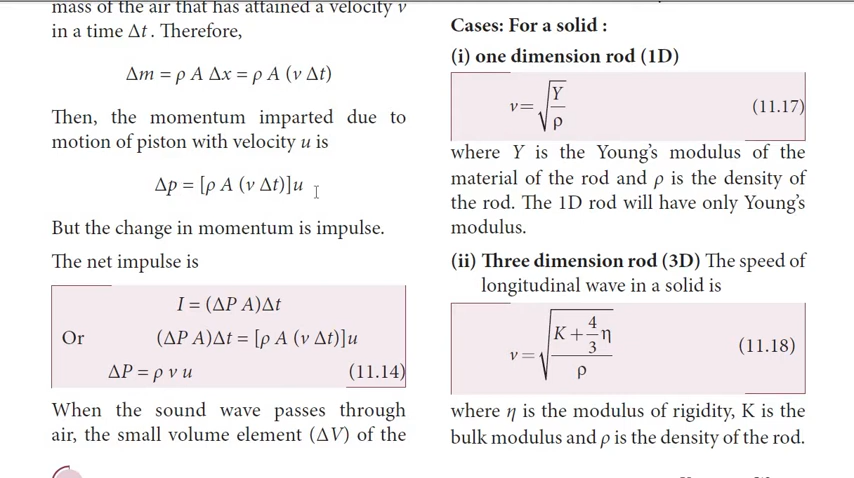 mass of the air that has attained a velocity v
in a time Δt. Therefore,
Δm = ρ A Δx = ρ A (v Δt)
Then, the momentum imparted due to
motion of piston with velocity u is
Δp = [ρ A (v Δt)]u
But the change in momentum is impulse.
The net impulse is
I = (ΔP A)Δt
Or (ΔP A)Δt = [ρ A (v Δt)]u
ΔP = ρ v u (11.14)
When the sound wave passes through
air, the small volume element (ΔV) of the
Cases: For a solid :
(i) one dimension rod (1D)
v = √(Y/ρ) (11.17)
where Y is the Young's modulus of the
material of the rod and ρ is the density of
the rod. The 1D rod will have only Young's
modulus.
(ii) Three dimension rod (3D) The speed of
longitudinal wave in a solid is
v = √((K + 4/3 η)/ρ) (11.18)
where η is the modulus of rigidity, K is the
bulk modulus and ρ is the density of the rod.